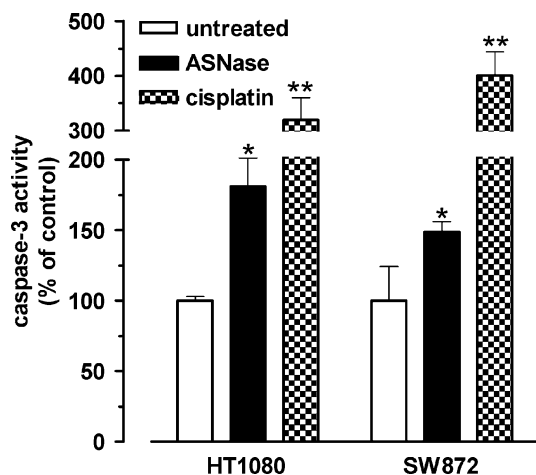 untreated
ASNase
cisplatin
caspase-3 activity
(% of control)
500
400
300
200
150
100
50
0
*
**
*
**
HT1080
SW872